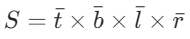 S = t̄ × b̄ × l̄ × r̄